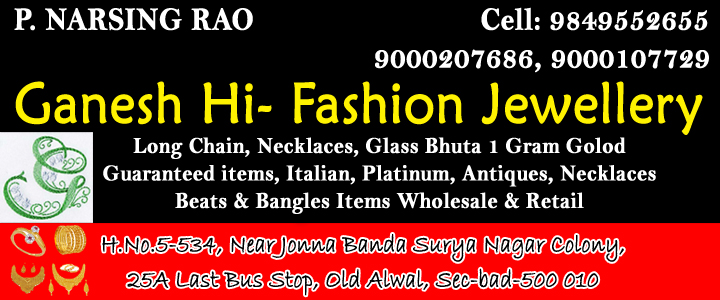 P. NARSING RAO
Cell: 9849552655
9000207686, 9000107729
Ganesh Hi- Fashion Jewellery
Long Chain, Necklaces, Glass Bhuta 1 Gram Golod
Guaranteed items, Italian, Platinum, Antiques, Necklaces
Beats & Bangles Items Wholesale & Retail
H.No.5-534, Near Jonna Banda Surya Nagar Colony,
25A Last Bus Stop, Old Alwal, Sec-bad-500 010